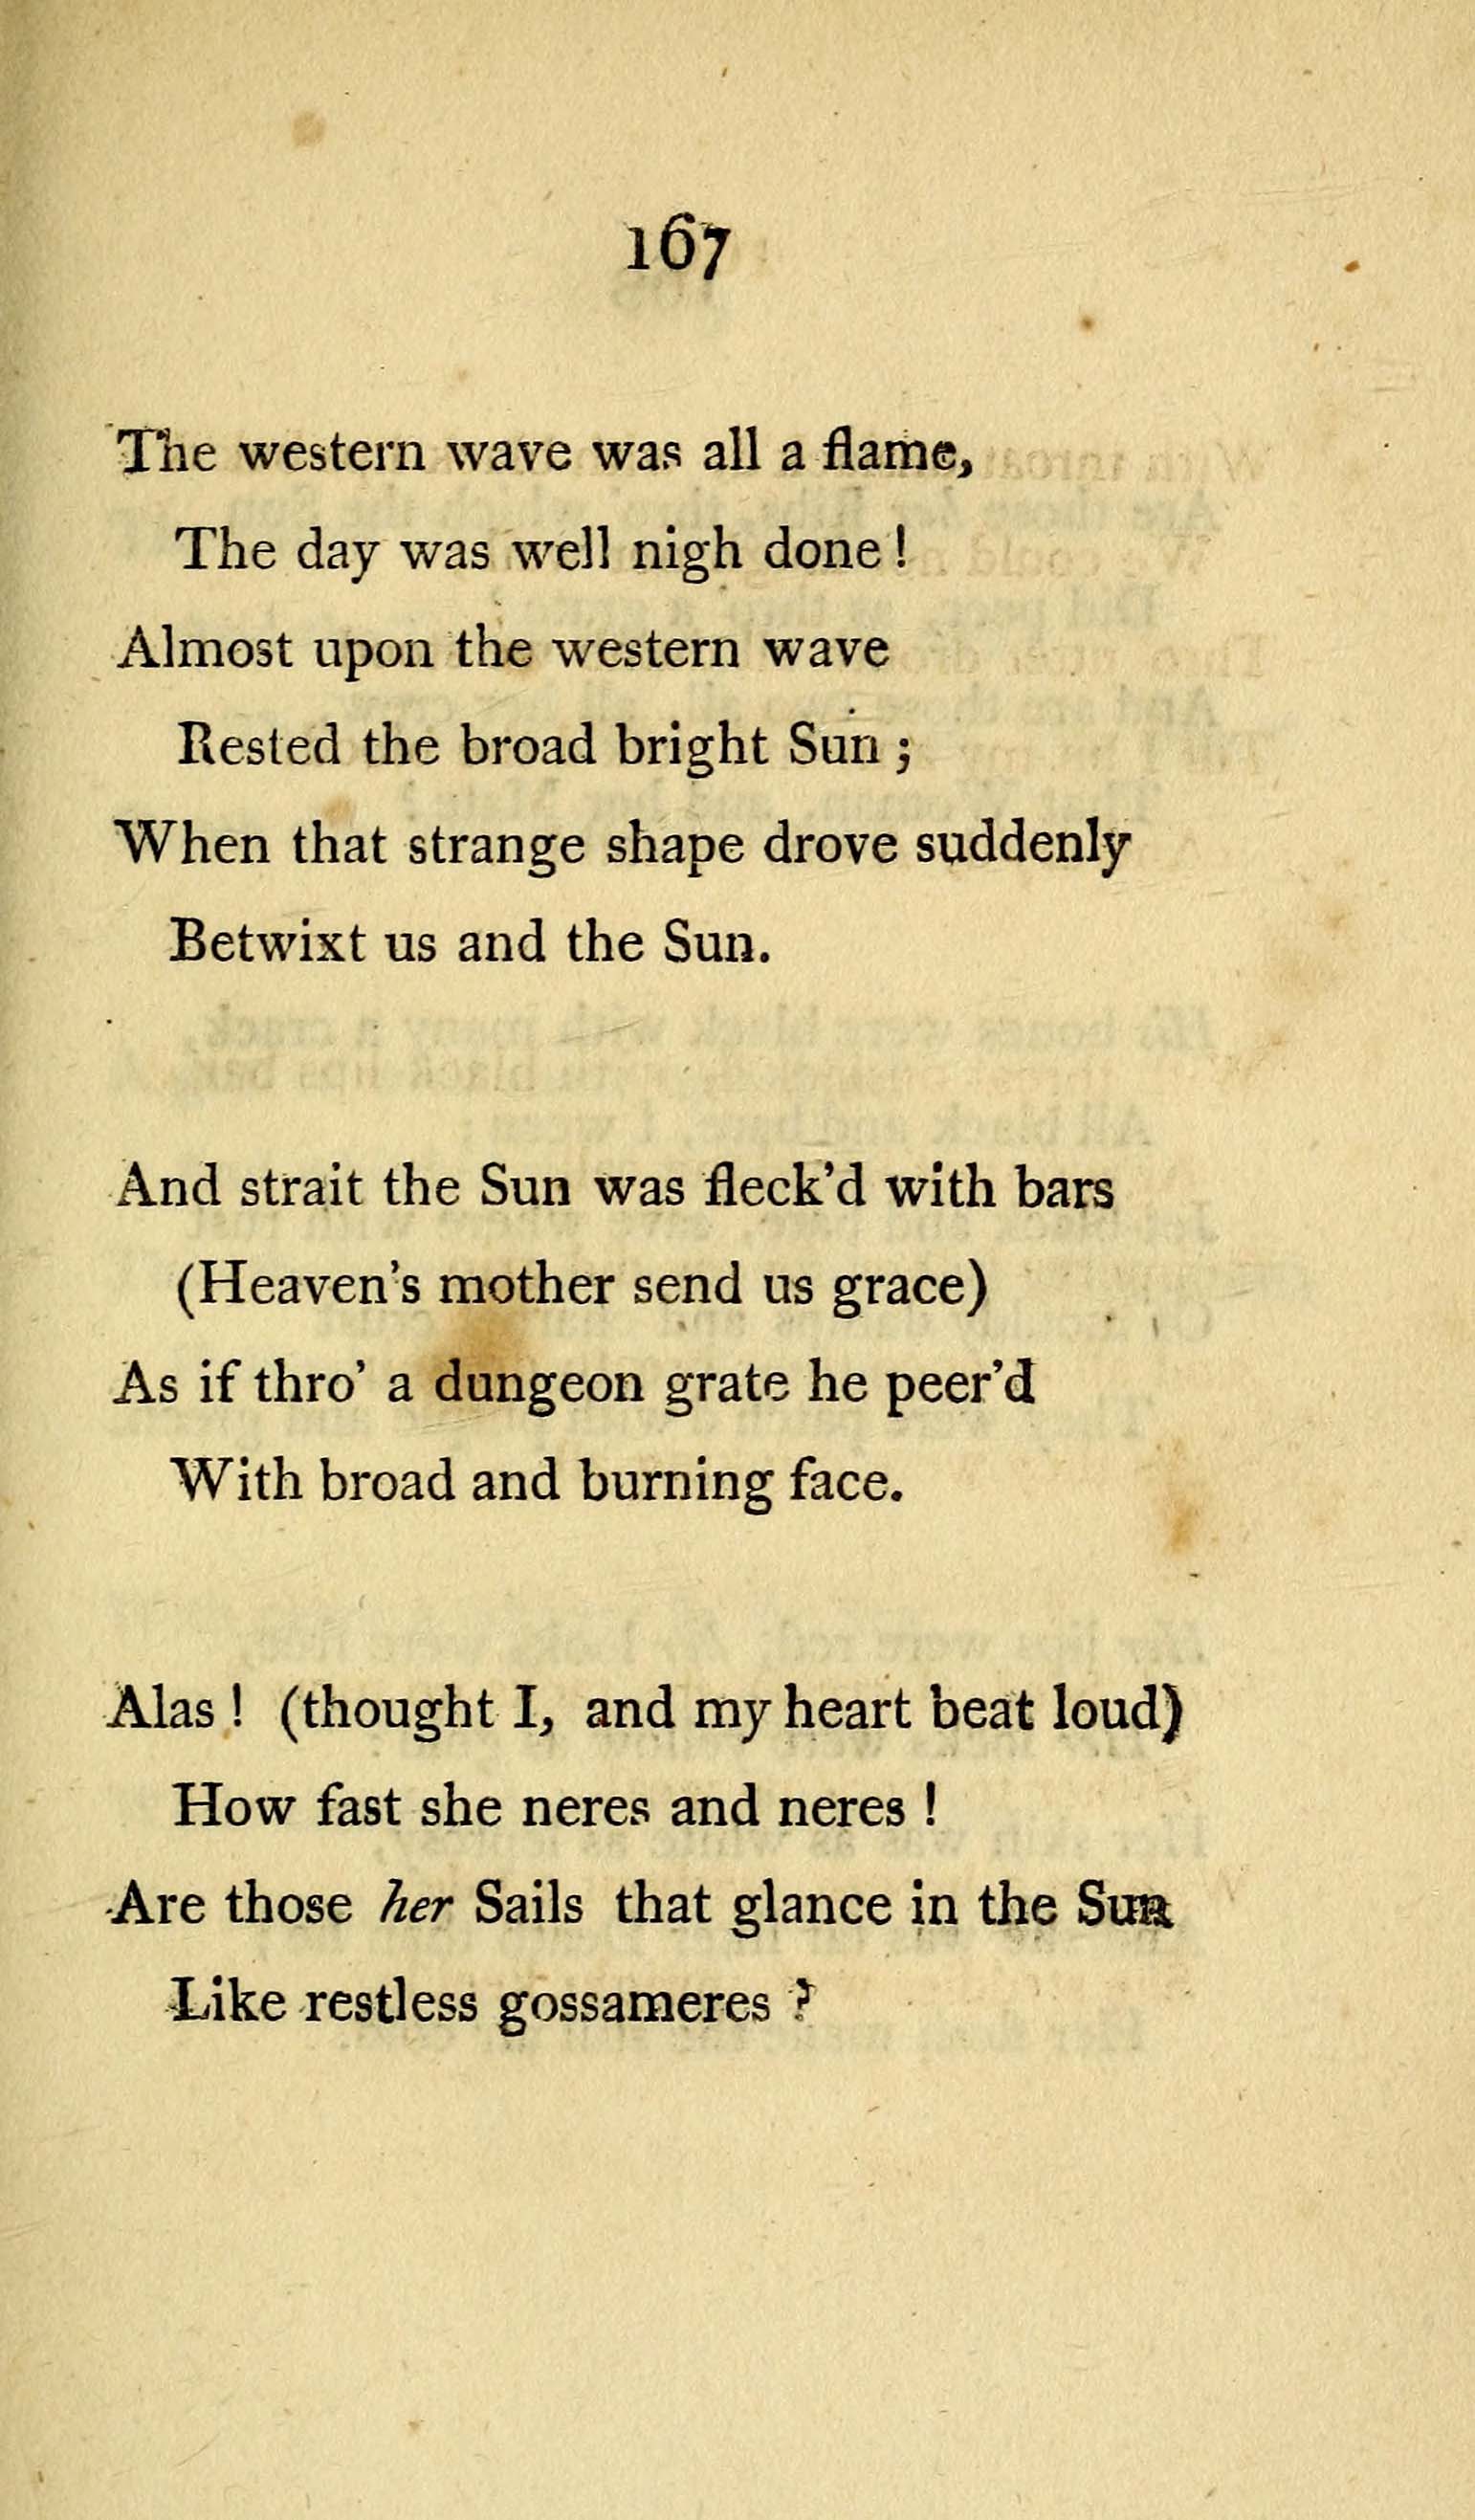 167
The western wave was all a flame,
The day was well nigh done !
Almost upon the western wave
Rested the broad bright Sun ;
When that strange shape drove suddenly
Betwixt us and the Sun.
And strait the Sun was fleck'd with bars
(Heaven's mother send us grace)
As if thro' a dungeon grate he peer'd
With broad and burning face.
Alas ! (thought I, and my heart beat loud)
How fast she neres and neres !
Are those her Sails that glance in the Sun
Like restless gossameres ?